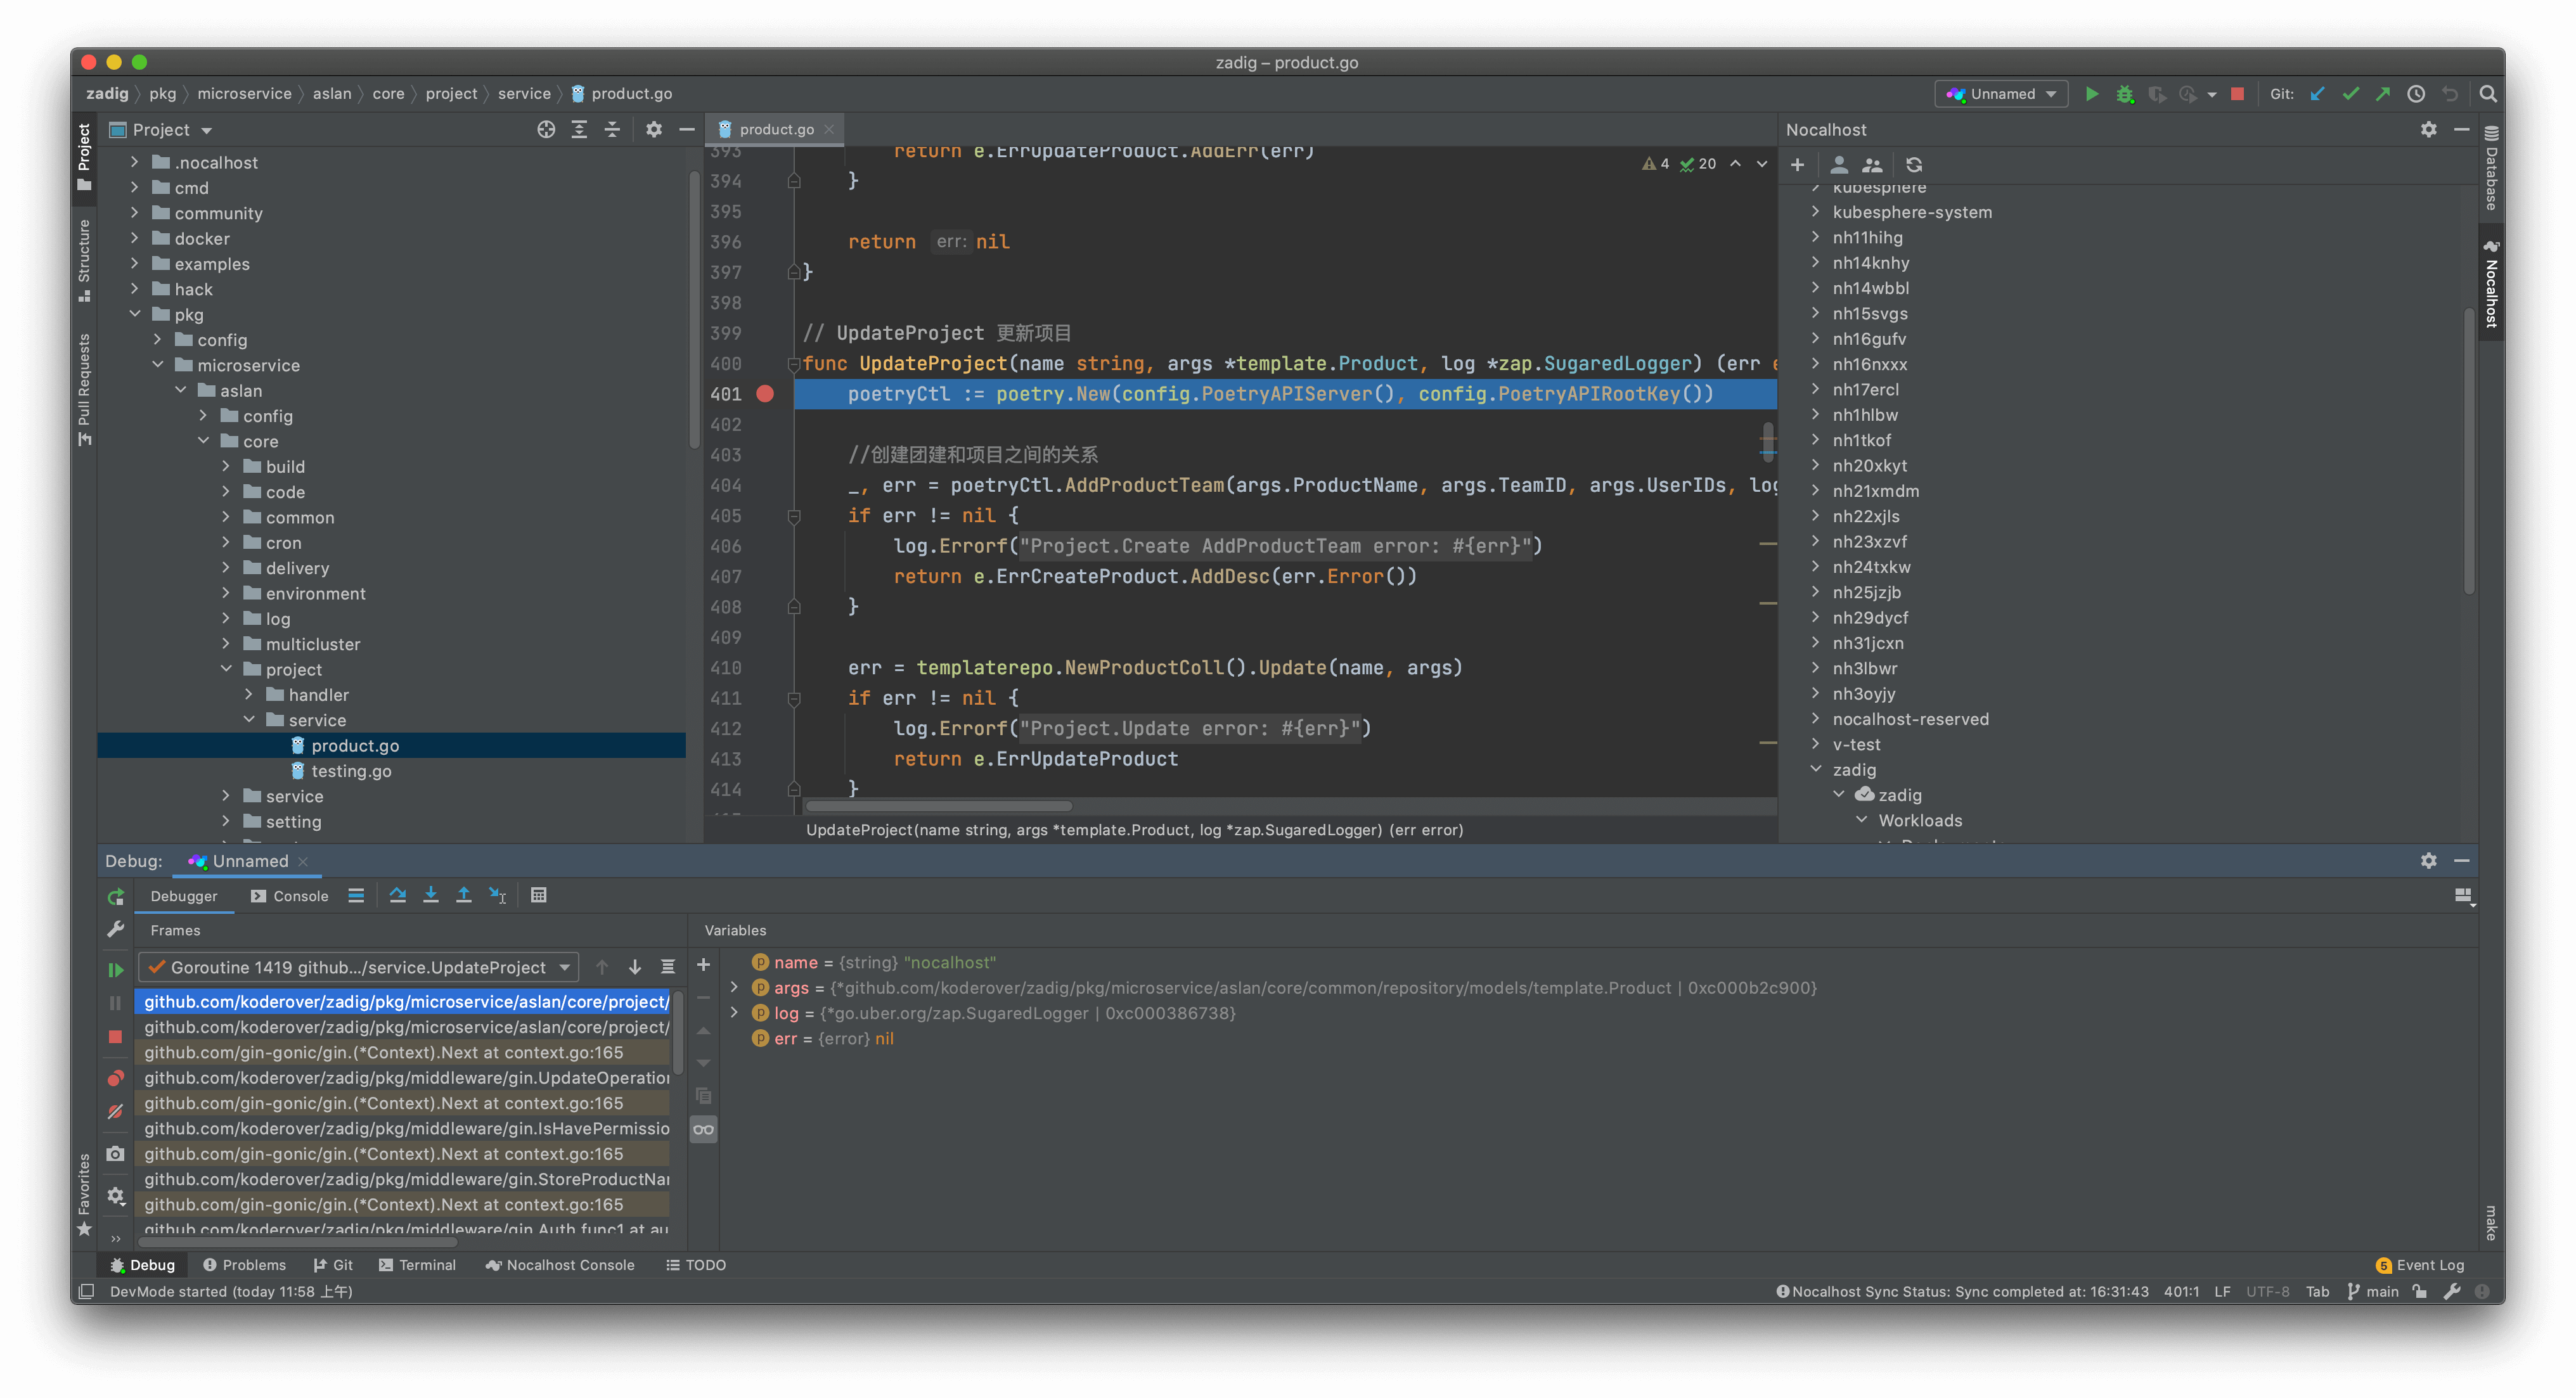 zadig – product.go
zadig pkg microservice aslan core project service product.go
Unnamed
Git:
Project
Structure
Pull Requests
Favorites
Project
.nocalhost
cmd
community
docker
examples
hack
pkg
config
microservice
aslan
config
core
build
code
common
cron
delivery
environment
log
multicluster
project
handler
service
product.go
testing.go
service
setting
product.go
4 20
393 return e.ErrUpdateProduct.AddErr(err)
394 }
395
396 return err: nil
397 }
398
399 // UpdateProject 更新项目
400 func UpdateProject(name string, args *template.Product, log *zap.SugaredLogger) (err e
401 poetryCtl := poetry.New(config.PoetryAPIServer(), config.PoetryAPIRootKey())
402
403 //创建团建和项目之间的关系
404 _, err = poetryCtl.AddProductTeam(args.ProductName, args.TeamID, args.UserIDs, log
405 if err != nil {
406 log.Errorf("Project.Create AddProductTeam error: #{err}")
407 return e.ErrCreateProduct.AddDesc(err.Error())
408 }
409
410 err = templaterepo.NewProductColl().Update(name, args)
411 if err != nil {
412 log.Errorf("Project.Update error: #{err}")
413 return e.ErrUpdateProduct
414 }
UpdateProject(name string, args *template.Product, log *zap.SugaredLogger) (err error)
Nocalhost
kubesphere
kubesphere-system
nh11hihg
nh14knhy
nh14wbbl
nh15svgs
nh16gufv
nh16nxxx
nh17ercl
nh1hlbw
nh1tkof
nh20xkyt
nh21xmdm
nh22xjls
nh23xzvf
nh24txkw
nh25jzjb
nh29dycf
nh31jcxn
nh3lbwr
nh3oyjy
nocalhost-reserved
v-test
zadig
zadig
Workloads
Database
Nocalhost
make
Debug: Unnamed
Debugger Console
Frames
Goroutine 1419 github.../service.UpdateProject
github.com/koderover/zadig/pkg/microservice/aslan/core/project/
github.com/koderover/zadig/pkg/microservice/aslan/core/project/
github.com/gin-gonic/gin.(*Context).Next at context.go:165
github.com/koderover/zadig/pkg/middleware/gin.UpdateOperation
github.com/gin-gonic/gin.(*Context).Next at context.go:165
github.com/koderover/zadig/pkg/middleware/gin.IsHavePermissio
github.com/gin-gonic/gin.(*Context).Next at context.go:165
github.com/koderover/zadig/pkg/middleware/gin.StoreProductNa
github.com/gin-gonic/gin.(*Context).Next at context.go:165
github.com/koderover/zadig/pkg/middleware/gin.Auth.func1 at au
Variables
name = {string} "nocalhost"
args = {*github.com/koderover/zadig/pkg/microservice/aslan/core/common/repository/models/template.Product | 0xc000b2c900}
log = {*go.uber.org/zap.SugaredLogger | 0xc000386738}
err = {error} nil
Debug Problems Git Terminal Nocalhost Console TODO
5 Event Log
DevMode started (today 11:58 上午)
Nocalhost Sync Status: Sync completed at: 16:31:43 401:1 LF UTF-8 Tab main